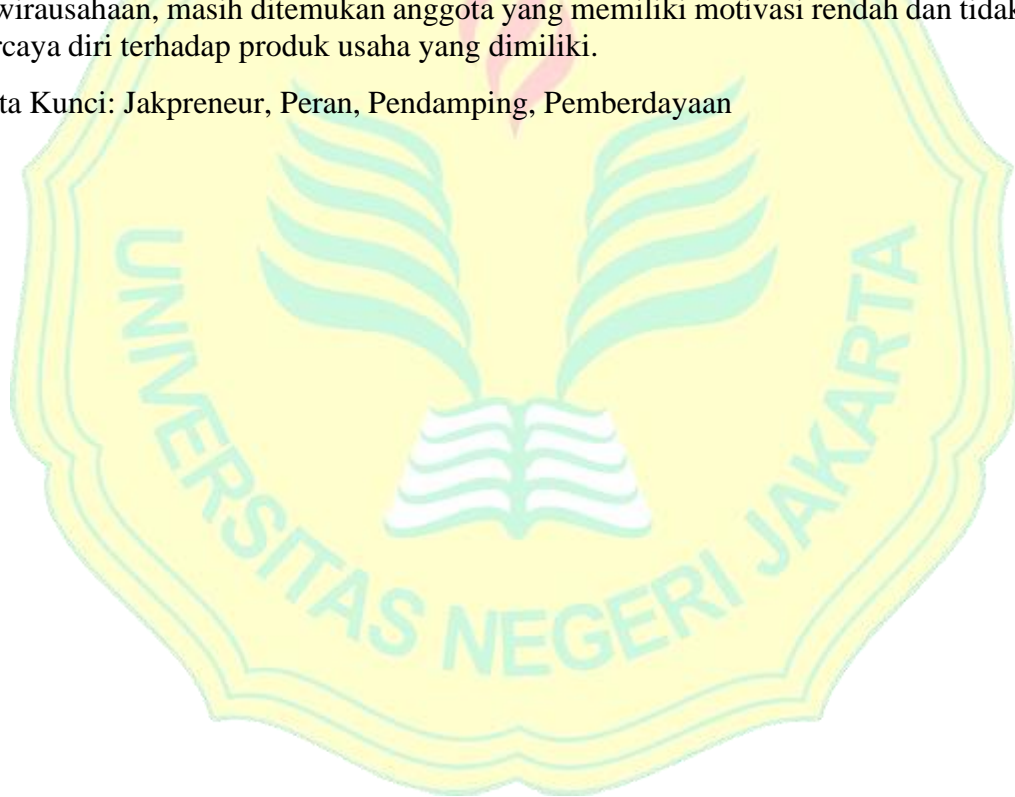 wirausahaan, masih ditemukan anggota yang memiliki motivasi rendah dan tidak
rcaya diri terhadap produk usaha yang dimiliki.
ta Kunci: Jakpreneur, Peran, Pendamping, Pemberdayaan
UNIVERSITAS NEGERI JAKARTA